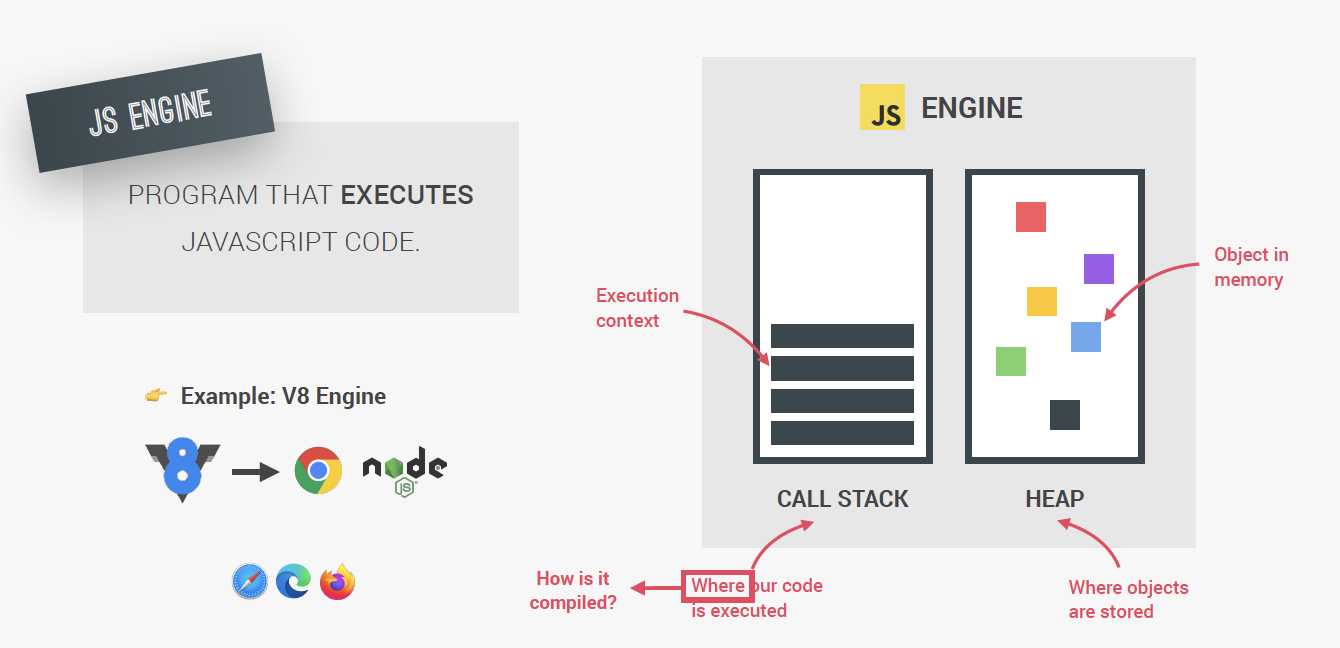 JS ENGINE
PROGRAM THAT EXECUTES
JAVASCRIPT CODE.
Example: V8 Engine
8
node
JS
JS
ENGINE
Execution
context
Object in
memory
CALL STACK
HEAP
How is it
compiled?
Where our code
is executed
Where objects
are stored